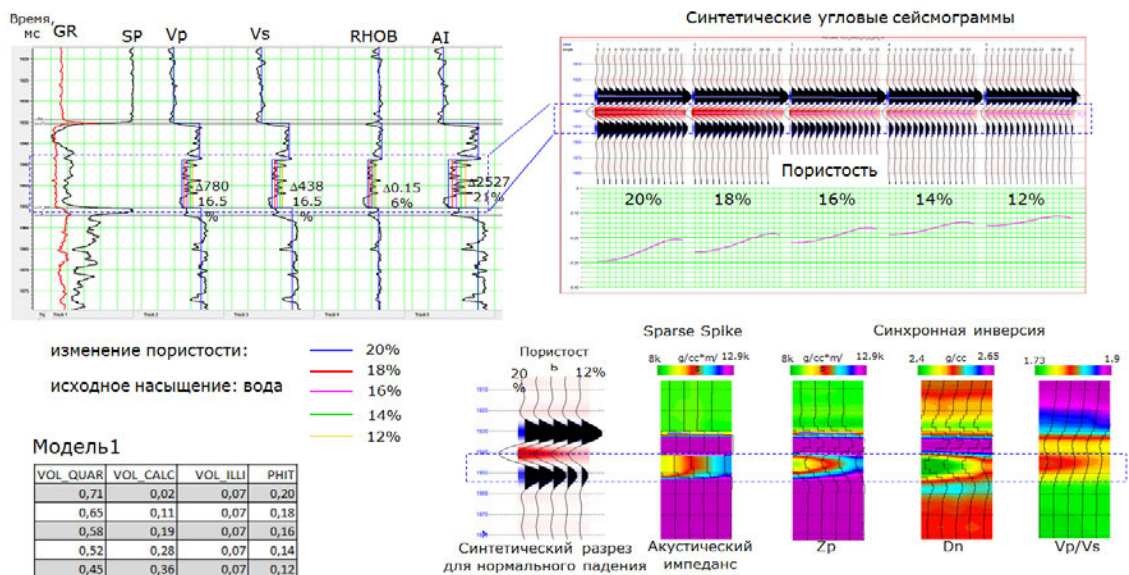 Время,
мс
GR
SP
Vp
Vs
RHOB
AI
Δ780
16.5
%
Δ438
16.5
%
Δ0.15
6%
Δ2527
21%
Синтетические угловые сейсмограммы
Пористость
20% 18% 16% 14% 12%
изменение пористости:
исходное насыщение: вода
20%
18%
16%
14%
12%
Модель1
VOL_QUAR VOL_CALC VOL_ILLI PHIT
0,71 0,02 0,07 0,20
0,65 0,11 0,07 0,18
0,58 0,19 0,07 0,16
0,52 0,28 0,07 0,14
0,45 0,36 0,07 0,12
Пористост
ь
20
%
12%
Синтетический разрез
для нормального падения
Sparse Spike
8k g/cc*m/ 12.9k
s
Акустический
импеданс
Синхронная инверсия
8k g/cc*m/ 12.9k
s
Zp
2.4 g/cc 2.65
Dn
1.73 1.9
Vp/Vs